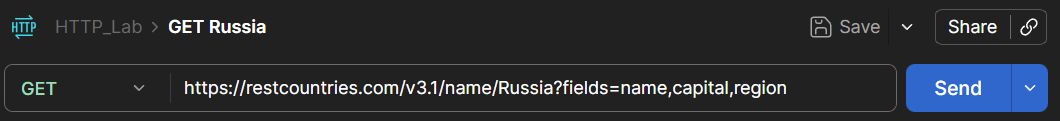 HTTP HTTP_Lab > GET Russia Save Share
GET https://restcountries.com/v3.1/name/Russia?fields=name,capital,region Send